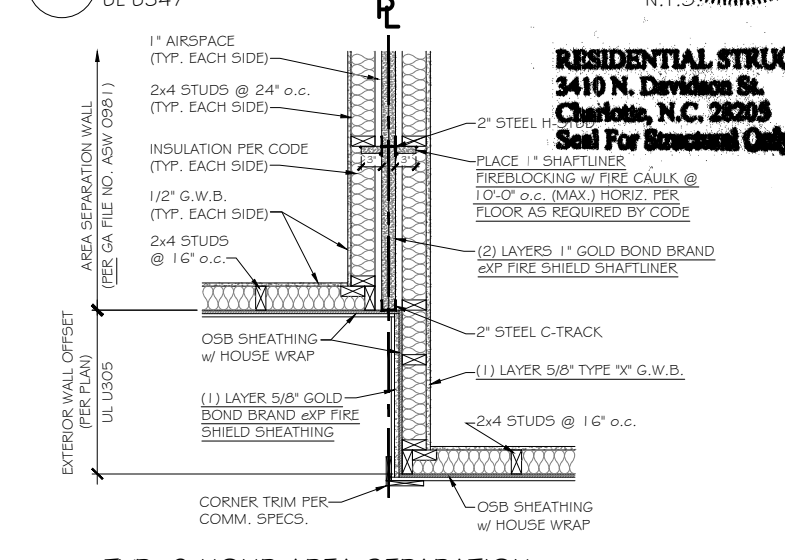 UL U347
PL
N.T.S.
1" AIRSPACE
(TYP. EACH SIDE)
2x4 STUDS @ 24" o.c.
(TYP. EACH SIDE)
INSULATION PER CODE
(TYP. EACH SIDE)
1/2" G.W.B.
(TYP. EACH SIDE)
2x4 STUDS
@ 16" o.c.
AREA SEPARATION WALL
(PER GA FILE NO. ASW 0981)
EXTERIOR WALL OFFSET
(PER PLAN)
UL U305
OSB SHEATHING
w/ HOUSE WRAP
(1) LAYER 5/8" GOLD
BOND BRAND eXP FIRE
SHIELD SHEATHING
CORNER TRIM PER
COMM. SPECS.
3"
3"
RESIDENTIAL STRUC
3410 N. Davidson St.
Charlotte, N.C. 28205
Seal For Structural Only
2" STEEL H-STUD
PLACE 1" SHAFTLINER
FIREBLOCKING w/ FIRE CAULK @
10'-0" o.c. (MAX.) HORIZ. PER
FLOOR AS REQUIRED BY CODE
(2) LAYERS 1" GOLD BOND BRAND
eXP FIRE SHIELD SHAFTLINER
2" STEEL C-TRACK
(1) LAYER 5/8" TYPE "X" G.W.B.
2x4 STUDS @ 16" o.c.
OSB SHEATHING
w/ HOUSE WRAP